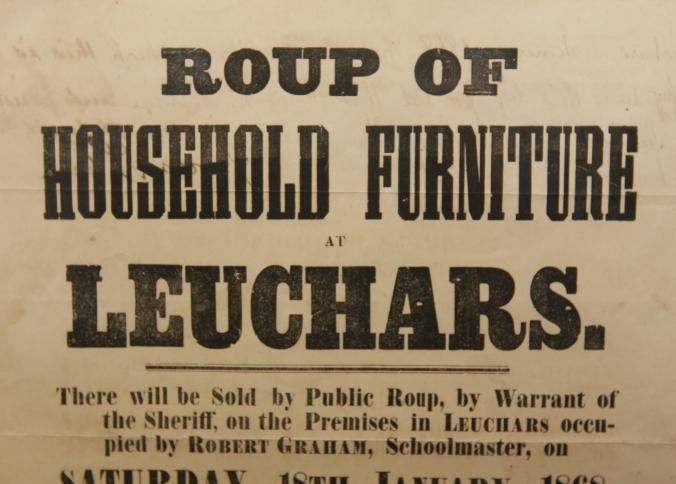 ROUP OF
HOUSEHOLD FURNITURE
AT
LEUCHARS.
There will be Sold by Public Roup, by Warrant of
the Sheriff, on the Premises in LEUCHARS occu-
pied by ROBERT GRAHAM, Schoolmaster, on
SATURDAY, 18TH JANUARY, 1868